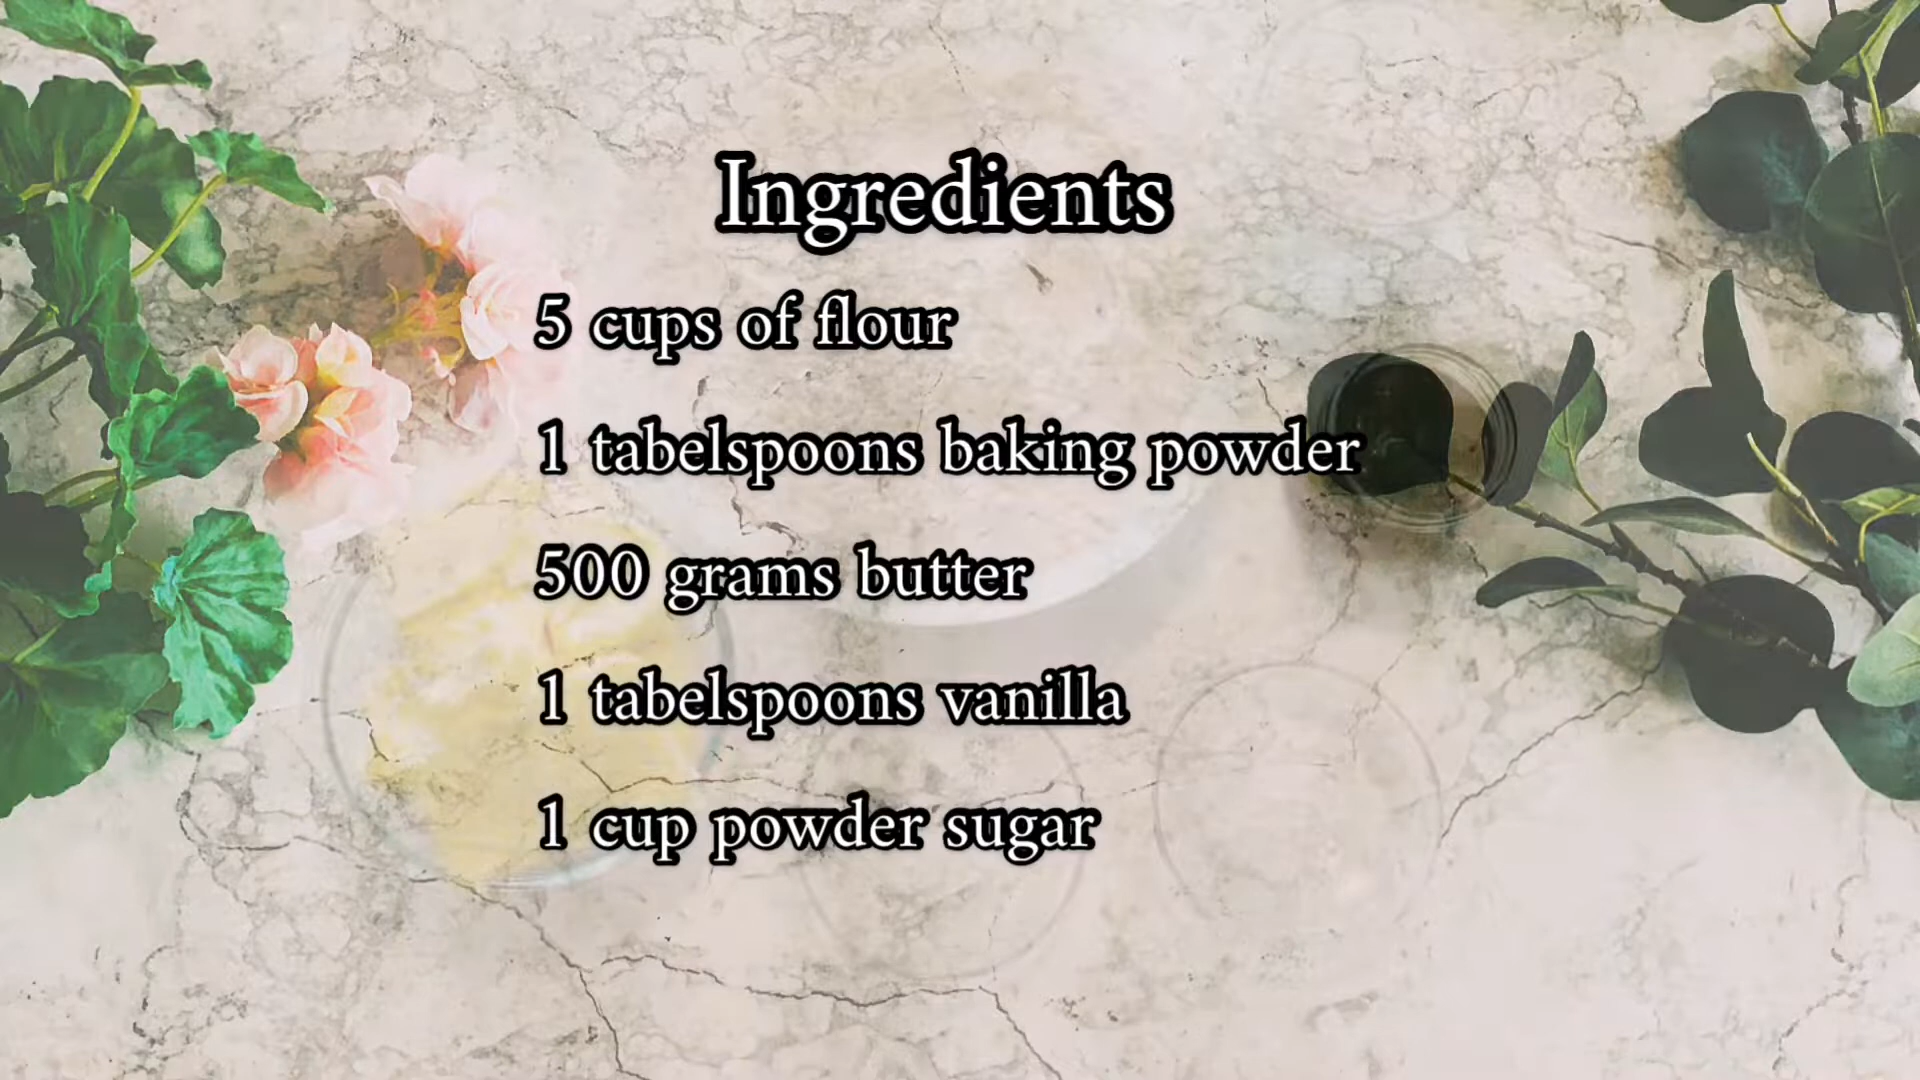 Ingredients
5 cups of flour
1 tabelspoons baking powder
500 grams butter
1 tabelspoons vanilla
1 cup powder sugar